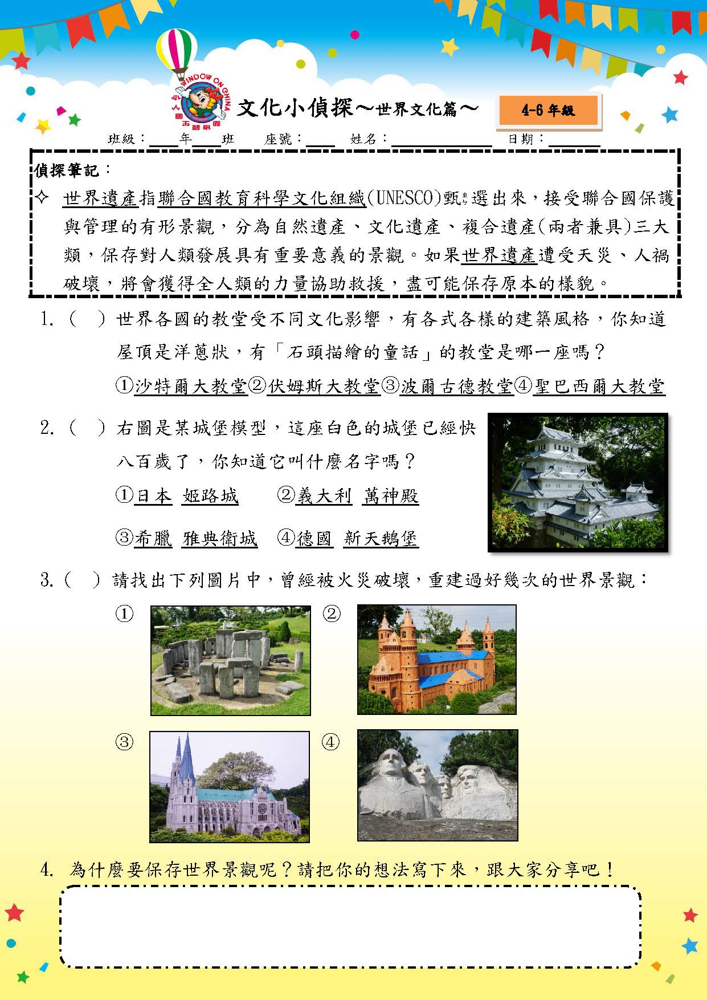 WINDOW ON CHINA
小人國主題樂園
文化小偵探～世界文化篇～
4-6 年級
班級： 年 班 座號： 姓名： 日期：
偵探筆記：
✧ 世界遺產指聯合國教育科學文化組織(UNESCO)甄ㄓㄣ選出來，接受聯合國保護
與管理的有形景觀，分為自然遺產、文化遺產、複合遺產(兩者兼具)三大
類，保存對人類發展具有重要意義的景觀。如果世界遺產遭受天災、人禍
破壞，將會獲得全人類的力量協助救援，盡可能保存原本的樣貌。
1. （ ）世界各國的教堂受不同文化影響，有各式各樣的建築風格，你知道
屋頂是洋蔥狀，有「石頭描繪的童話」的教堂是哪一座嗎？
①沙特爾大教堂②伏姆斯大教堂③波爾古德教堂④聖巴西爾大教堂
2. （ ）右圖是某城堡模型，這座白色的城堡已經快
八百歲了，你知道它叫什麼名字嗎？
①日本 姬路城 ②義大利 萬神殿
③希臘 雅典衛城 ④德國 新天鵝堡
3. （ ）請找出下列圖片中，曾經被火災破壞，重建過好幾次的世界景觀：
① ②
③ ④
4. 為什麼要保存世界景觀呢？請把你的想法寫下來，跟大家分享吧！